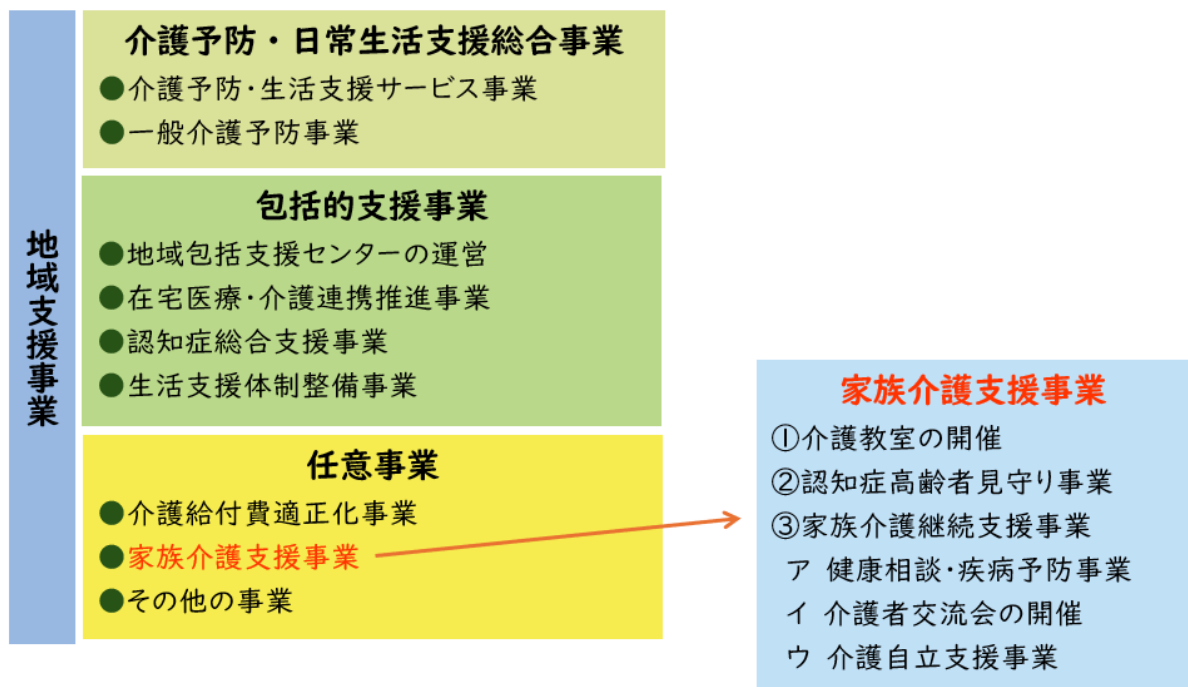 地域支援事業
介護予防・日常生活支援総合事業
●介護予防・生活支援サービス事業
●一般介護予防事業
包括的支援事業
●地域包括支援センターの運営
●在宅医療・介護連携推進事業
●認知症総合支援事業
●生活支援体制整備事業
任意事業
●介護給付費適正化事業
●家族介護支援事業
●その他の事業
家族介護支援事業
①介護教室の開催
②認知症高齢者見守り事業
③家族介護継続支援事業
ア 健康相談・疾病予防事業
イ 介護者交流会の開催
ウ 介護自立支援事業